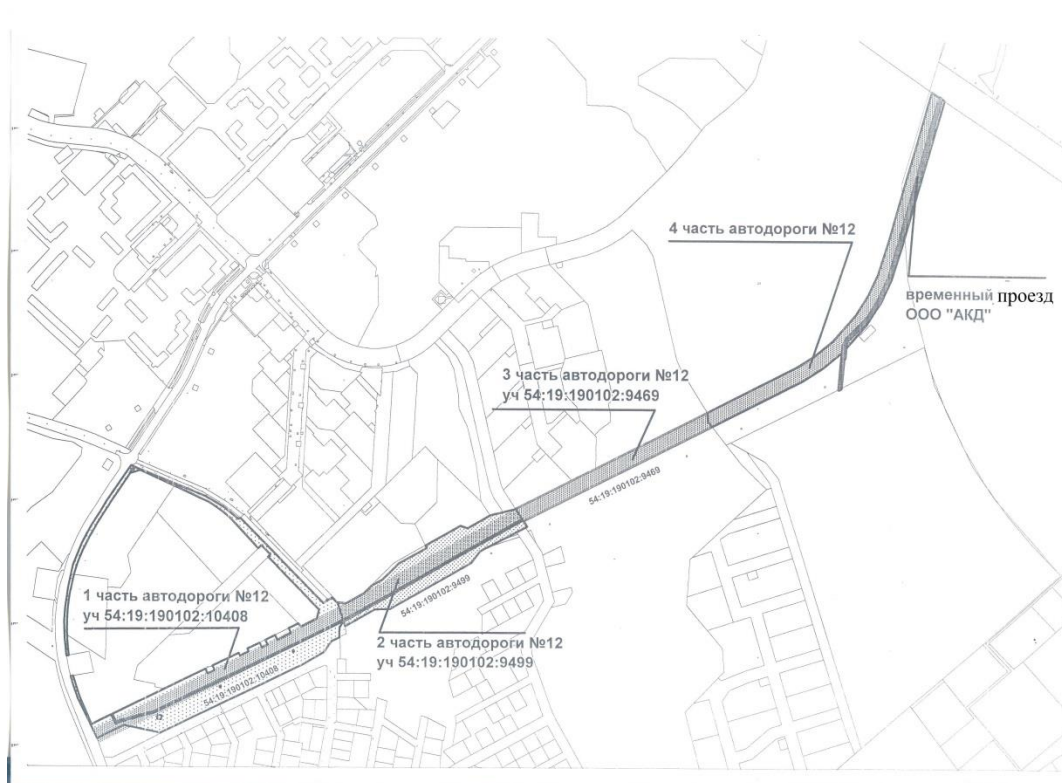 4 часть автодороги №12
временный проезд
ООО "АКД"
3 часть автодороги №12
уч 54:19:190102:9469
54:19:190102:9469
1 часть автодороги №12
уч 54:19:190102:10408
54:19:190102:9499
2 часть автодороги №12
уч 54:19:190102:9499
54:19:190102:10408